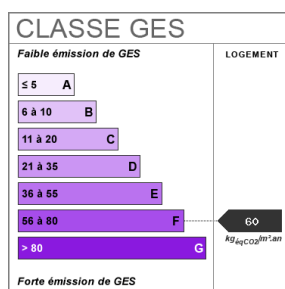 CLASSE GES
Faible émission de GES
LOGEMENT
≤ 5 A
6 à 10 B
11 à 20 C
21 à 35 D
36 à 55 E
56 à 80 F
60
kgéqCO2/m².an
> 80 G
Forte émission de GES